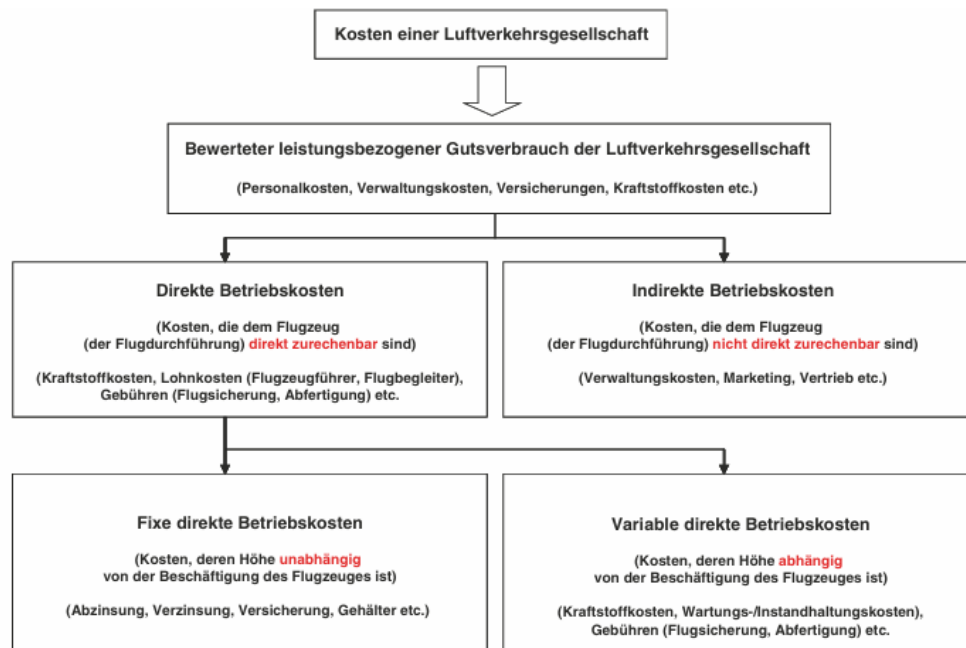 Kosten einer Luftverkehrsgesellschaft
Bewerteter leistungsbezogener Gutsverbrauch der Luftverkehrsgesellschaft
(Personalkosten, Verwaltungskosten, Versicherungen, Kraftstoffkosten etc.)
Direkte Betriebskosten
(Kosten, die dem Flugzeug
(der Flugdurchführung) direkt zurechenbar sind)
(Kraftstoffkosten, Lohnkosten (Flugzeugführer, Flugbegleiter),
Gebühren (Flugsicherung, Abfertigung) etc.
Indirekte Betriebskosten
(Kosten, die dem Flugzeug
(der Flugdurchführung) nicht direkt zurechenbar sind)
(Verwaltungskosten, Marketing, Vertrieb etc.)
Fixe direkte Betriebskosten
(Kosten, deren Höhe unabhängig
von der Beschäftigung des Flugzeuges ist)
(Abzinsung, Verzinsung, Versicherung, Gehälter etc.)
Variable direkte Betriebskosten
(Kosten, deren Höhe abhängig
von der Beschäftigung des Flugzeuges ist)
(Kraftstoffkosten, Wartungs-/Instandhaltungskosten),
Gebühren (Flugsicherung, Abfertigung) etc.